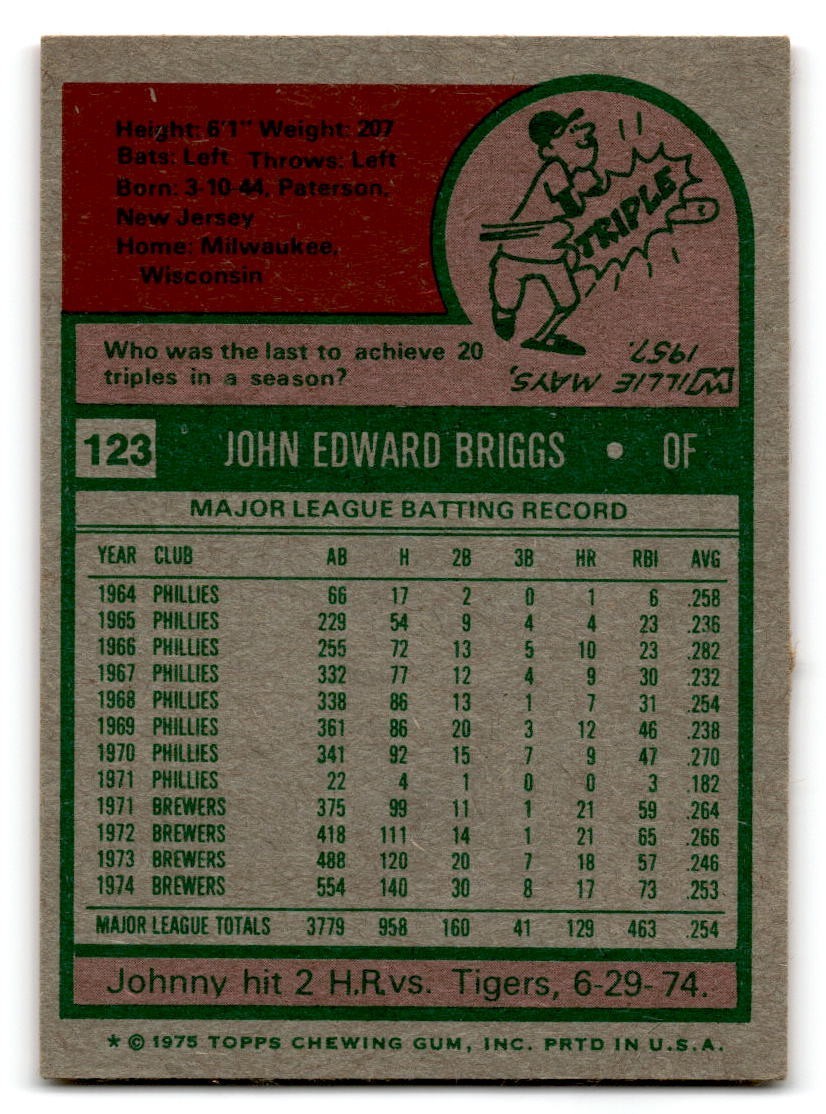 Height: 6'1" Weight: 207
Bats: Left Throws: Left
Born: 3-10-44, Paterson,
New Jersey
Home: Milwaukee,
Wisconsin
TRIPLE
Who was the last to achieve 20
triples in a season?
WILLIE MAYS,
1957.
123 JOHN EDWARD BRIGGS • OF
MAJOR LEAGUE BATTING RECORD
YEAR CLUB AB H 2B 3B HR RBI AVG
1964 PHILLIES 66 17 2 0 1 6 .258
1965 PHILLIES 229 54 9 4 4 23 .236
1966 PHILLIES 255 72 13 5 10 23 .282
1967 PHILLIES 332 77 12 4 9 30 .232
1968 PHILLIES 338 86 13 1 7 31 .254
1969 PHILLIES 361 86 20 3 12 46 .238
1970 PHILLIES 341 92 15 7 9 47 .270
1971 PHILLIES 22 4 1 0 0 3 .182
1971 BREWERS 375 99 11 1 21 59 .264
1972 BREWERS 418 111 14 1 21 65 .266
1973 BREWERS 488 120 20 7 18 57 .246
1974 BREWERS 554 140 30 8 17 73 .253
MAJOR LEAGUE TOTALS 3779 958 160 41 129 463 .254
Johnny hit 2 H.R.vs. Tigers, 6-29-74.
* © 1975 TOPPS CHEWING GUM, INC. PRTD IN U.S.A.